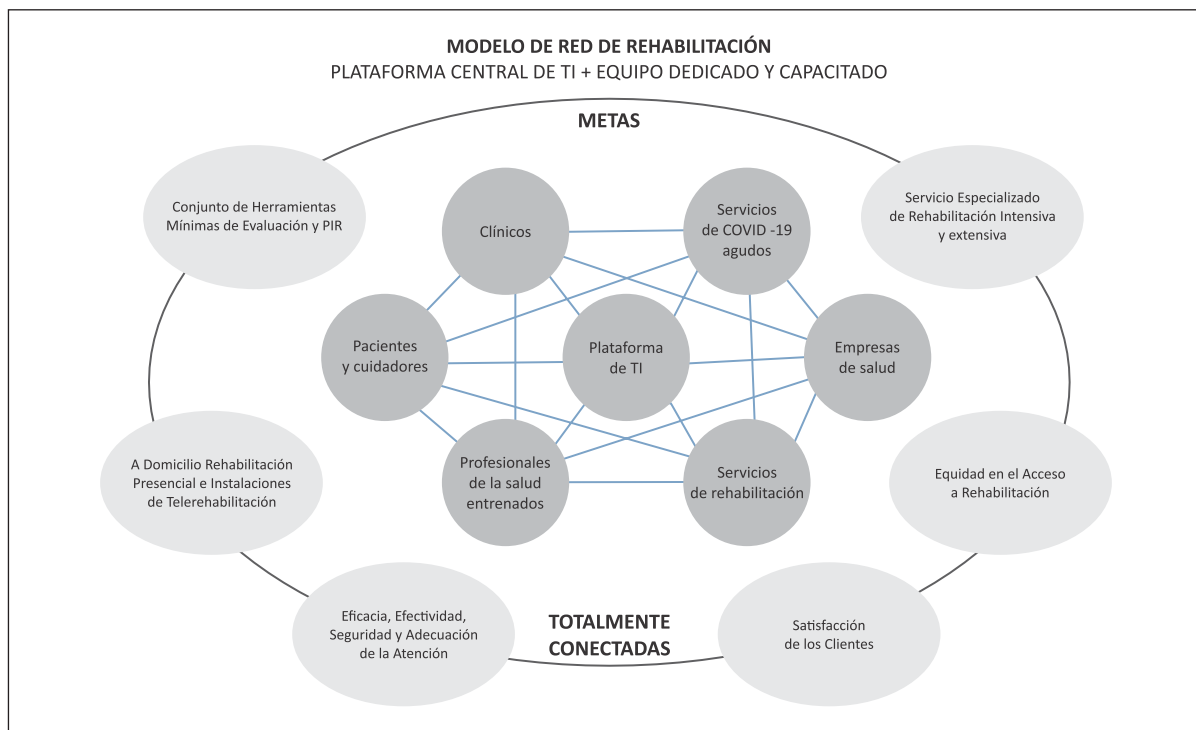 MODELO DE RED DE REHABILITACIÓN
PLATAFORMA CENTRAL DE TI + EQUIPO DEDICADO Y CAPACITADO
METAS
Conjunto de Herramientas
Mínimas de Evaluación y PIR
Clínicos
Servicios
de COVID -19
agudos
Servicio Especializado
de Rehabilitación Intensiva
y extensiva
Pacientes
y cuidadores
Plataforma
de TI
Empresas
de salud
A Domicilio Rehabilitación
Presencial e Instalaciones
de Telerehabilitación
Profesionales
de la salud
entrenados
Servicios
de rehabilitación
Equidad en el Acceso
a Rehabilitación
Eficacia, Efectividad,
Seguridad y Adecuación
de la Atención
TOTALMENTE
CONECTADAS
Satisfacción
de los Clientes